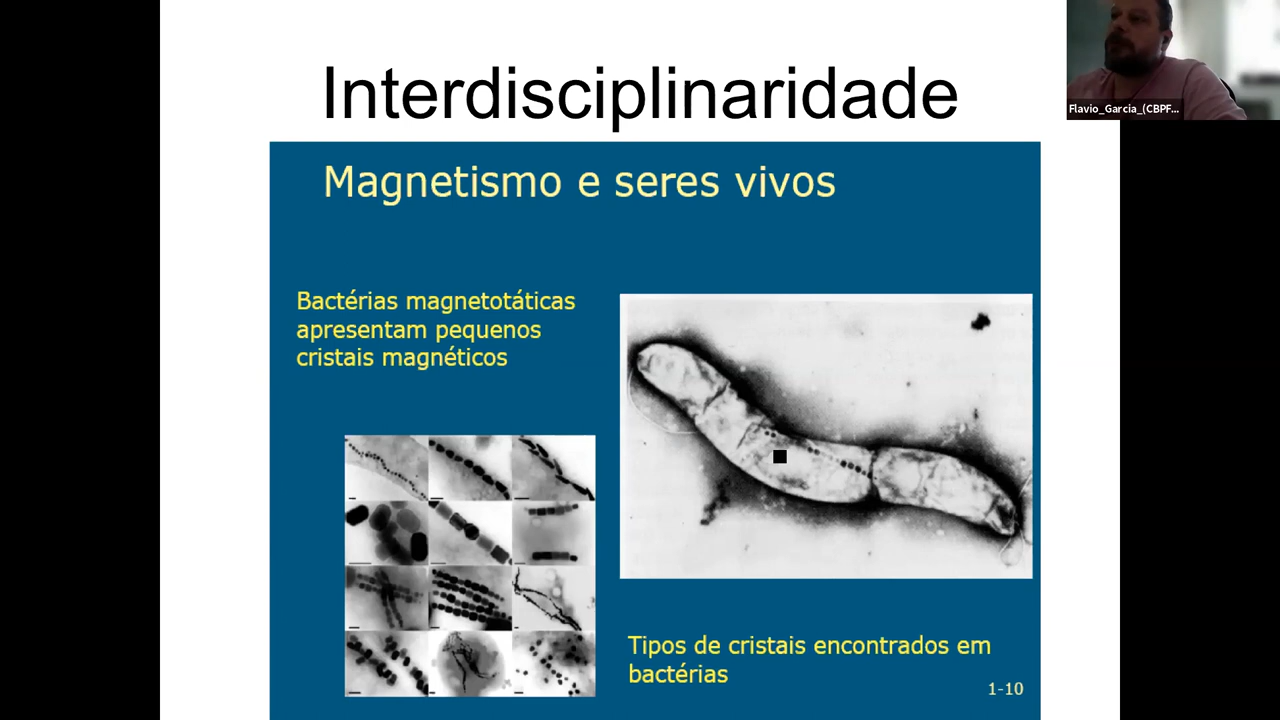 Interdisciplinaridade
Flavio_Garcia_(CBPF...
Magnetismo e seres vivos
Bactérias magnetotáticas
apresentam pequenos
cristais magnéticos
Tipos de cristais encontrados em
bactérias
1-10